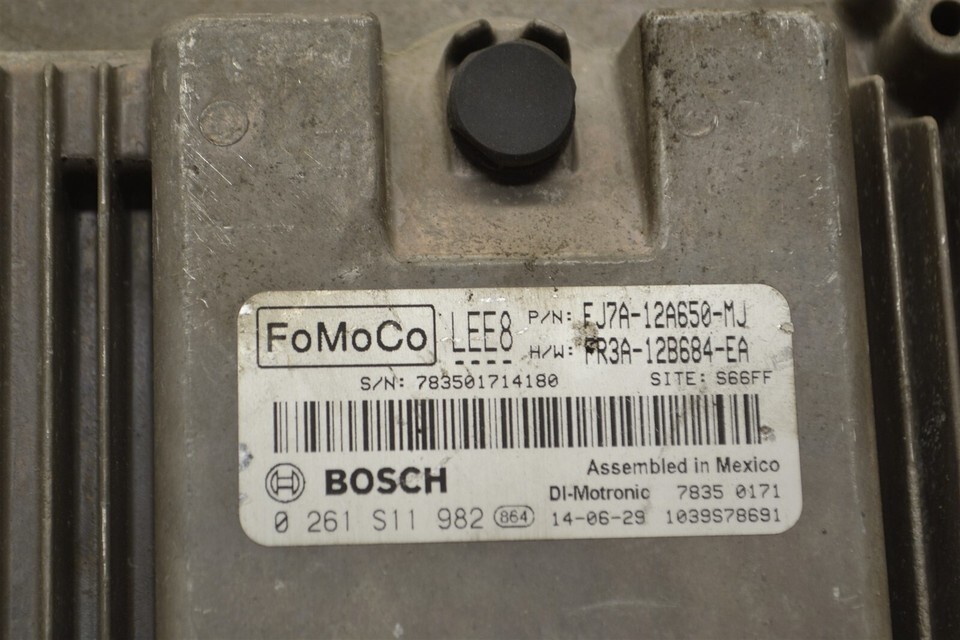 FoMoCo LEE8 P/N: FJ7A-12A650-MJ
H/W: FR3A-12B684-EA
S/N: 783501714180 SITE: S66FF
BOSCH Assembled in Mexico
DI-Motronic 7835 0171
0 261 S11 982 864 14-06-29 1039S78691